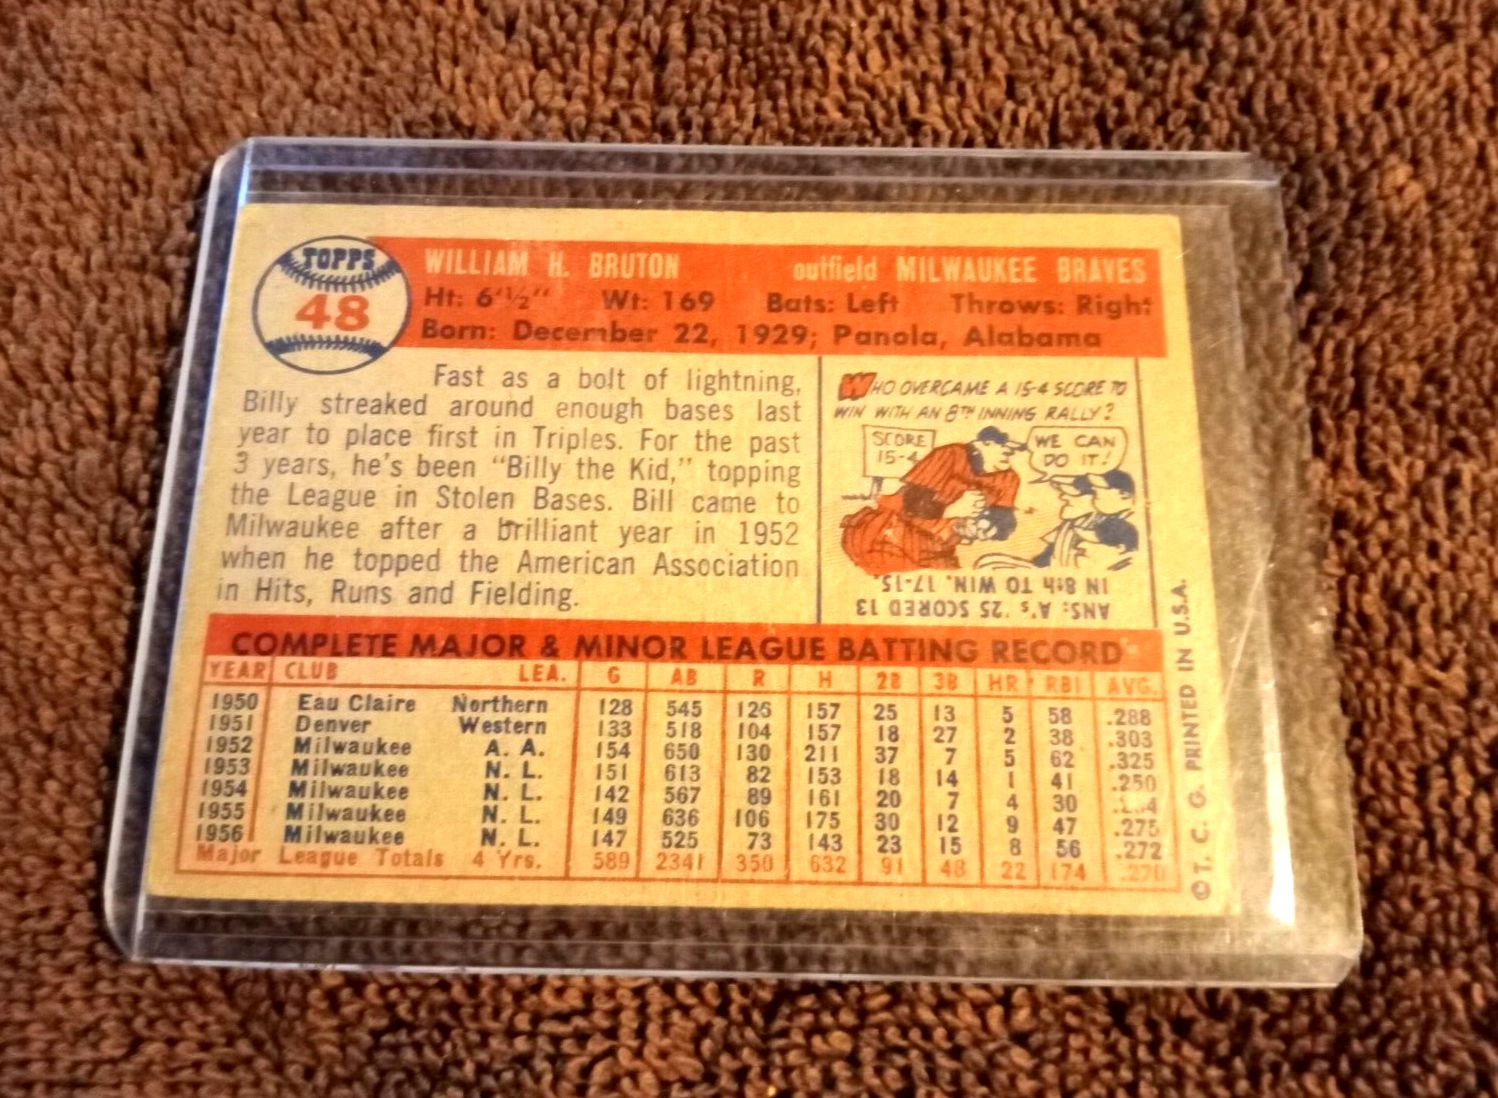 TOPPS
48
WILLIAM H. BRUTON outfield MILWAUKEE BRAVES
Ht: 6'½" Wt: 169 Bats: Left Throws: Right
Born: December 22, 1929; Panola, Alabama
Fast as a bolt of lightning,
Billy streaked around enough bases last
year to place first in Triples. For the past
3 years, he's been "Billy the Kid," topping
the League in Stolen Bases. Bill came to
Milwaukee after a brilliant year in 1952
when he topped the American Association
in Hits, Runs and Fielding.
WHO OVERCAME A 15-4 SCORE TO
WIN WITH AN 8TH INNING RALLY?
SCORE
15-4
WE CAN
DO IT!
ANS: A's '25 SCORED 13
IN 8th TO WIN. 17-15.
COMPLETE MAJOR & MINOR LEAGUE BATTING RECORD
YEAR CLUB LEA. G AB R H 2B 3B HR RBI AVG.
1950 Eau Claire Northern 128 545 126 157 25 13 5 58 .288
1951 Denver Western 133 518 104 157 18 27 2 38 .303
1952 Milwaukee A. A. 154 650 130 211 37 7 5 62 .325
1953 Milwaukee N. L. 151 613 82 153 18 14 1 41 .250
1954 Milwaukee N. L. 142 567 89 161 20 7 4 30
1955 Milwaukee N. L. 149 636 106 175 30 12 9 47 .275
1956 Milwaukee N. L. 147 525 73 143 23 15 8 56 .272
Major League Totals 4 Yrs. 589 2341 350 632 91 48 22 174 .270
©T. C. G. PRINTED IN U.S.A.